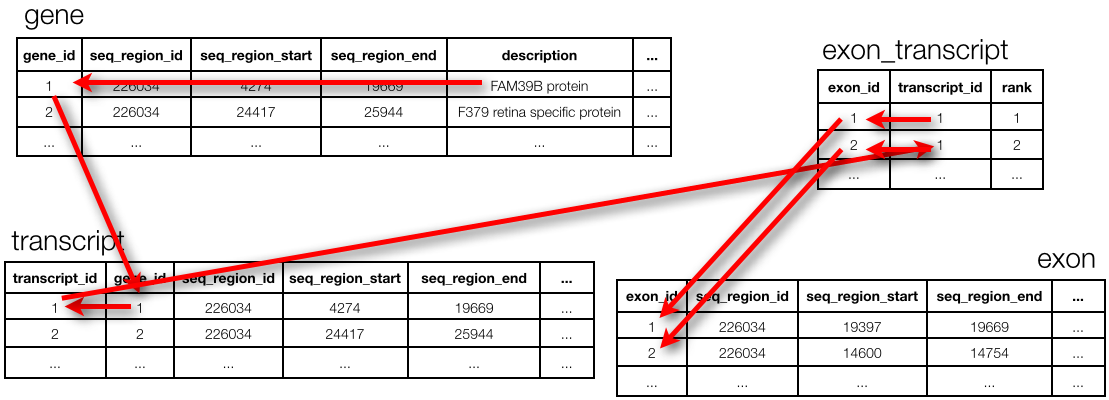 gene
gene_id seq_region_id seq_region_start seq_region_end description ...
1 226034 4274 19669 FAM39B protein ...
2 226034 24417 25944 F379 retina specific protein ...
... ... ... ... ... ...
exon_transcript
exon_id transcript_id rank
1 1 1
2 1 2
... ... ...
transcript
transcript_id gene_id seq_region_id seq_region_start seq_region_end ...
1 1 226034 4274 19669 ...
2 2 226034 24417 25944 ...
... ... ... ... ... ...
exon
exon_id seq_region_id seq_region_start seq_region_end ...
1 226034 19397 19669 ...
2 226034 14600 14754 ...
... ... ... ... ...